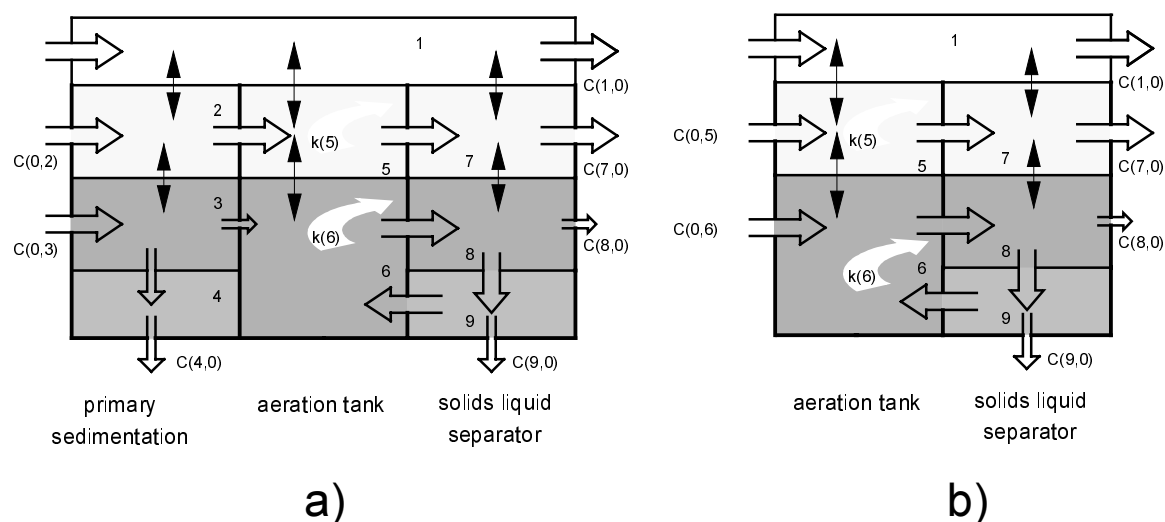 1
C(1,0)
2
k(5)
C(0,2)
5
7
C(7,0)
3
C(0,3)
k(6)
8
C(8,0)
4
6
9
C(4,0)
C(9,0)
primary
sedimentation
aeration tank
solids liquid
separator
a)
1
C(1,0)
C(0,5)
k(5)
5
7
C(7,0)
C(0,6)
8
C(8,0)
k(6)
6
9
C(9,0)
aeration tank
solids liquid
separator
b)